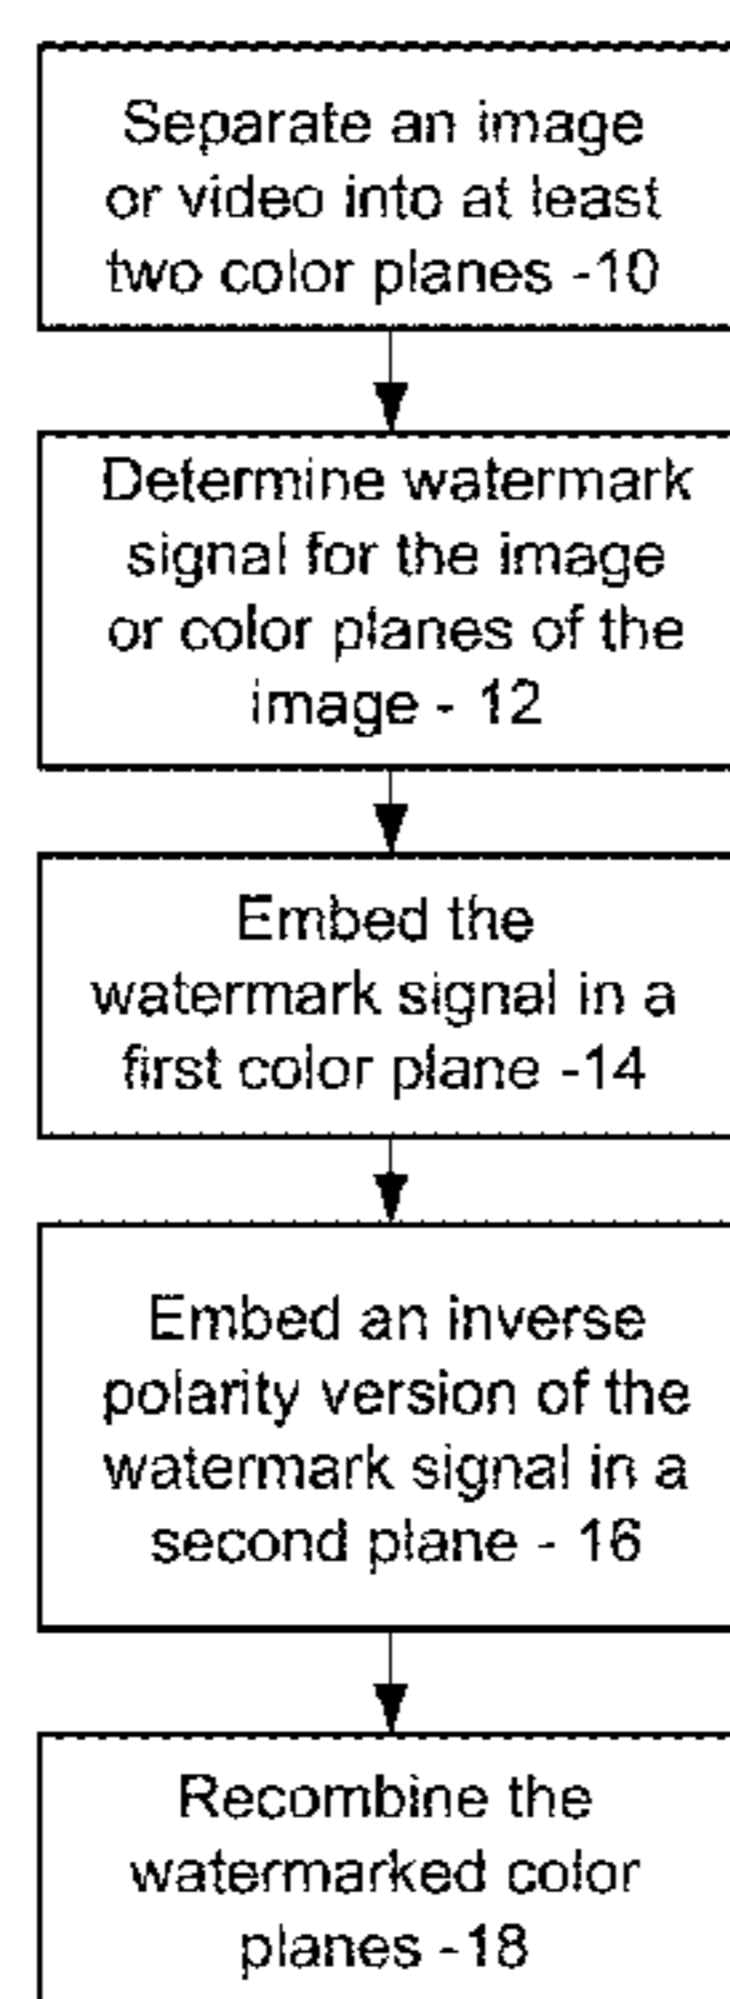 Separate an image
or video into at least
two color planes -10
Determine watermark
signal for the image
or color planes of the
image - 12
Embed the
watermark signal in a
first color plane -14
Embed an inverse
polarity version of the
watermark signal in a
second plane - 16
Recombine the
watermarked color
planes -18